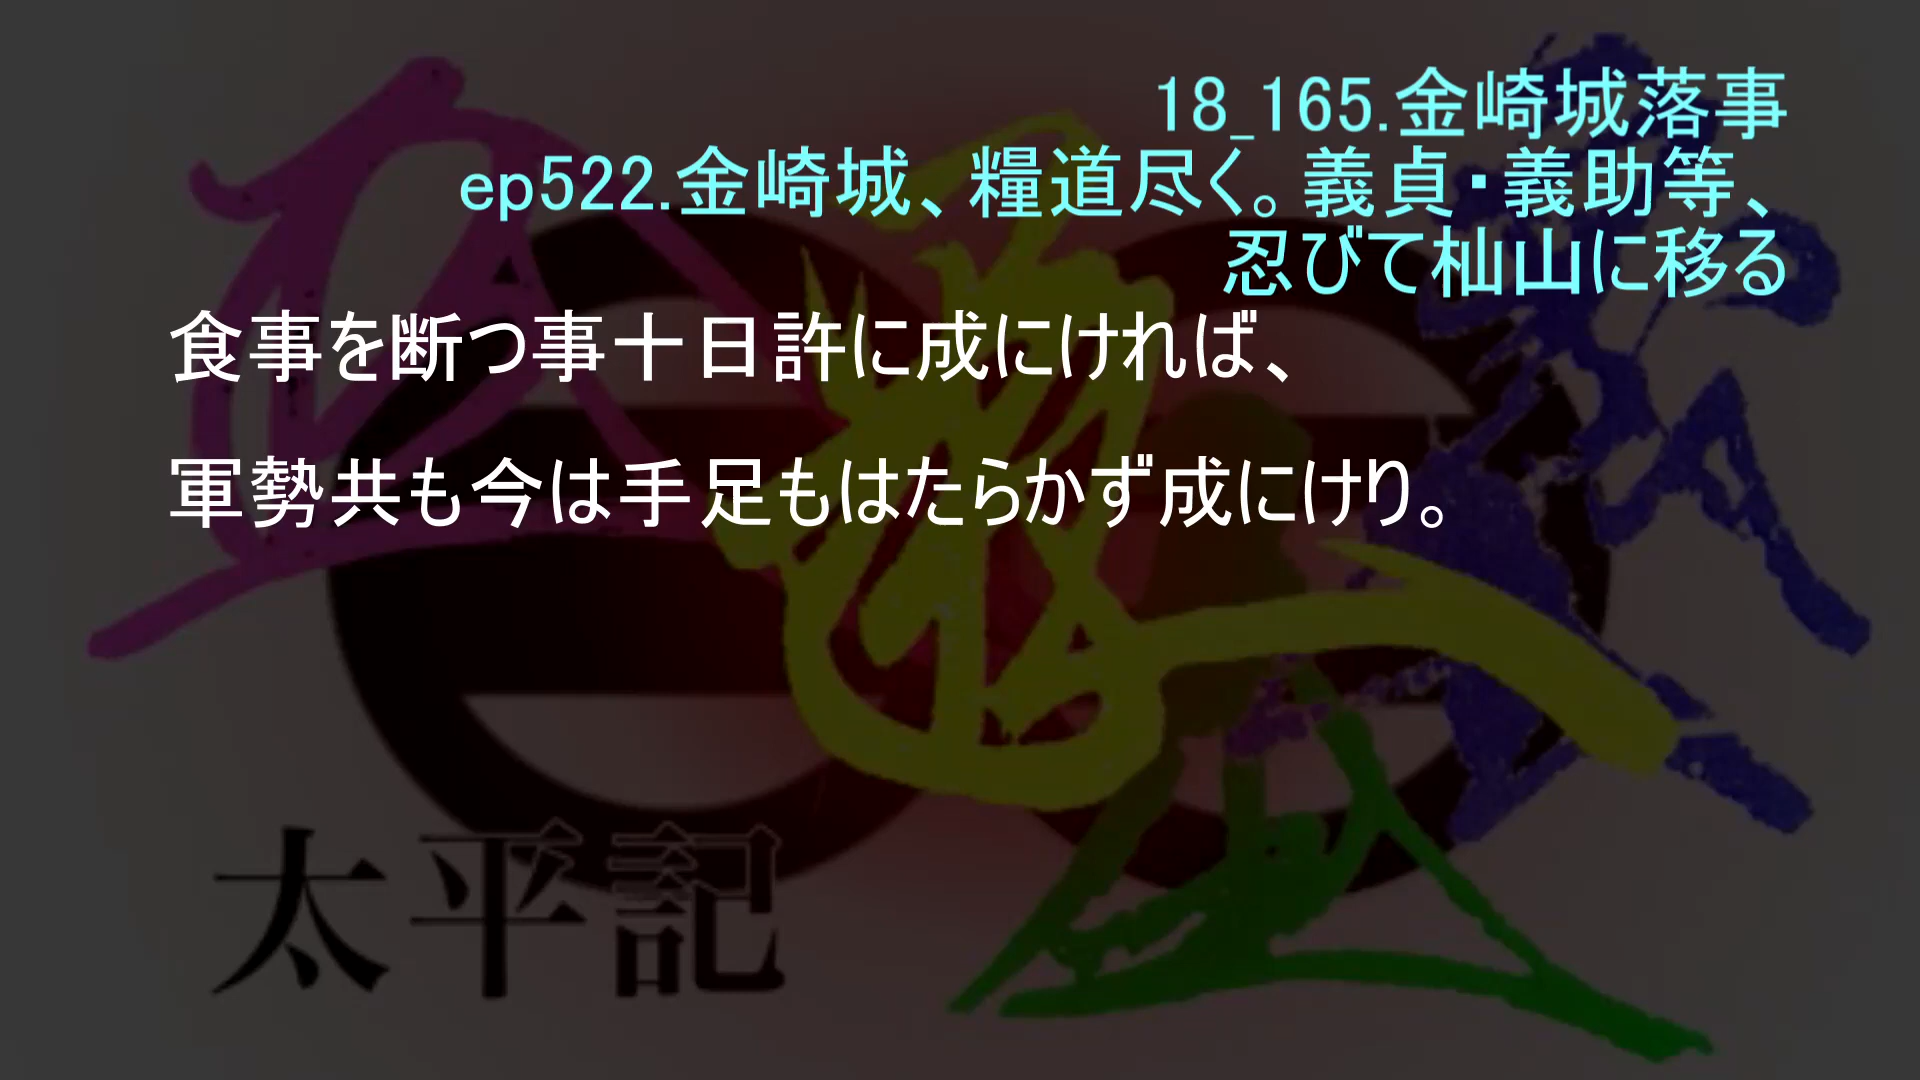 18_165.金崎城落事
ep522.金崎城、糧道尽く。義貞・義助等、
忍びて杣山に移る
食事を断つ事十日許に成にければ、
軍勢共も今は手足もはたらかず成にけり。
太平記